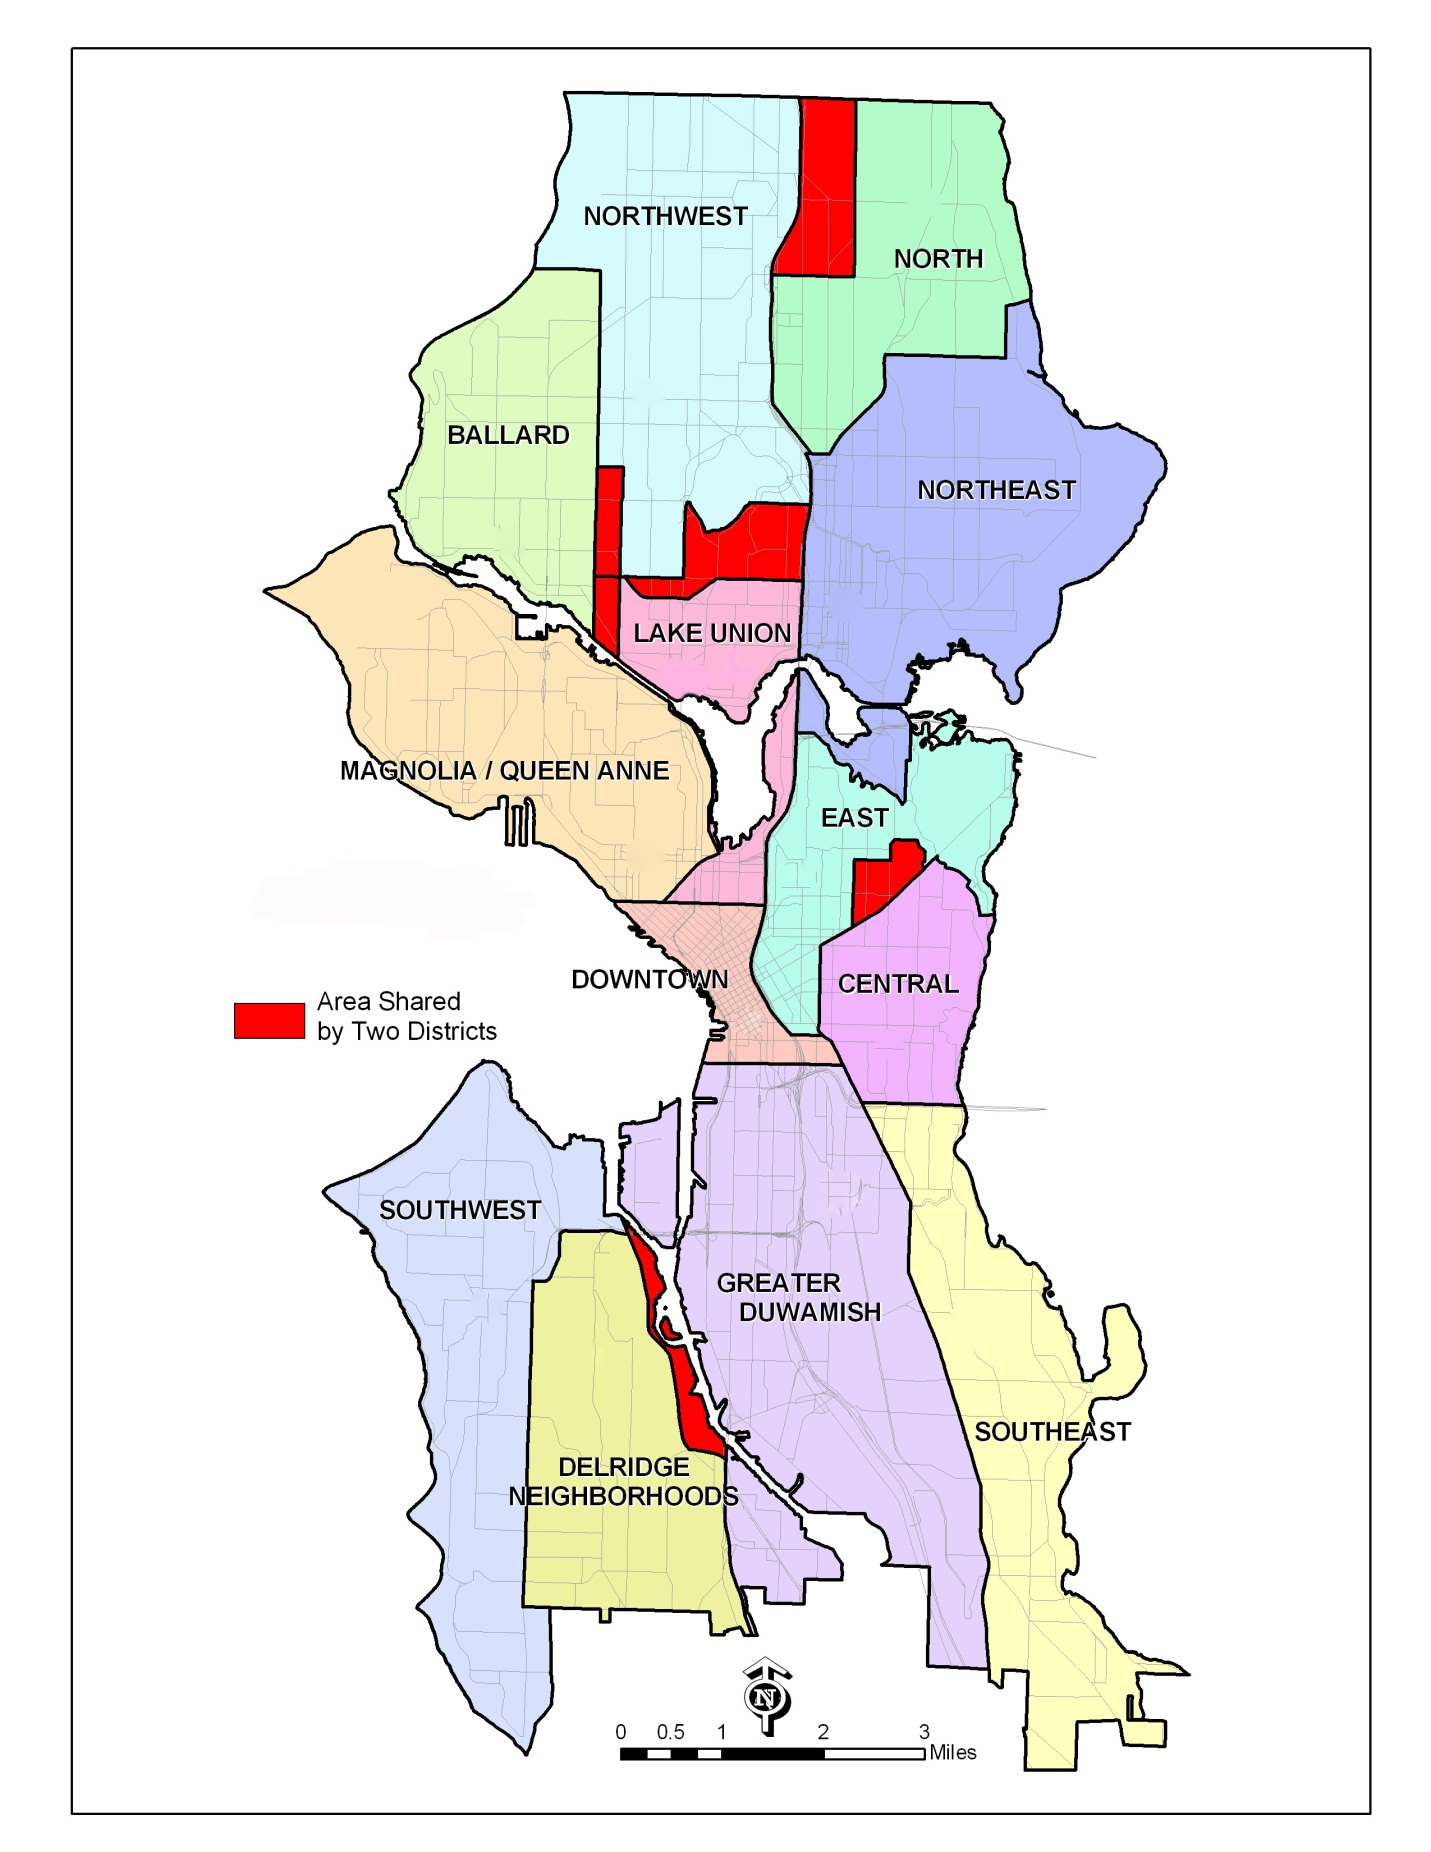 NORTHWEST
NORTH
BALLARD
NORTHEAST
LAKE UNION
MAGNOLIA / QUEEN ANNE
EAST
DOWNTOWN
CENTRAL
Area Shared
by Two Districts
SOUTHWEST
GREATER
DUWAMISH
SOUTHEAST
DELRIDGE
NEIGHBORHOODS
N
0 0.5 1 2 3
Miles